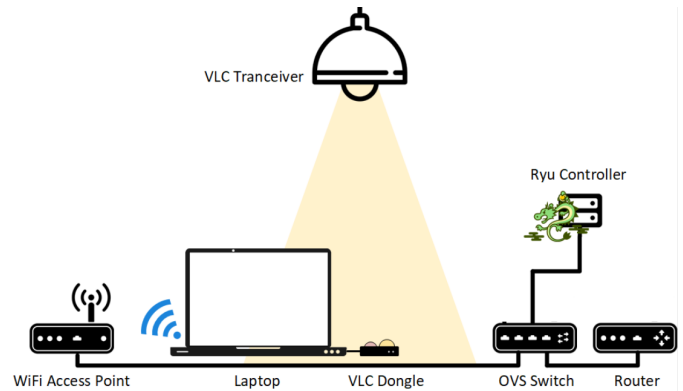 VLC Tranceiver
Ryu Controller
WiFi Access Point
Laptop
VLC Dongle
OVS Switch
Router